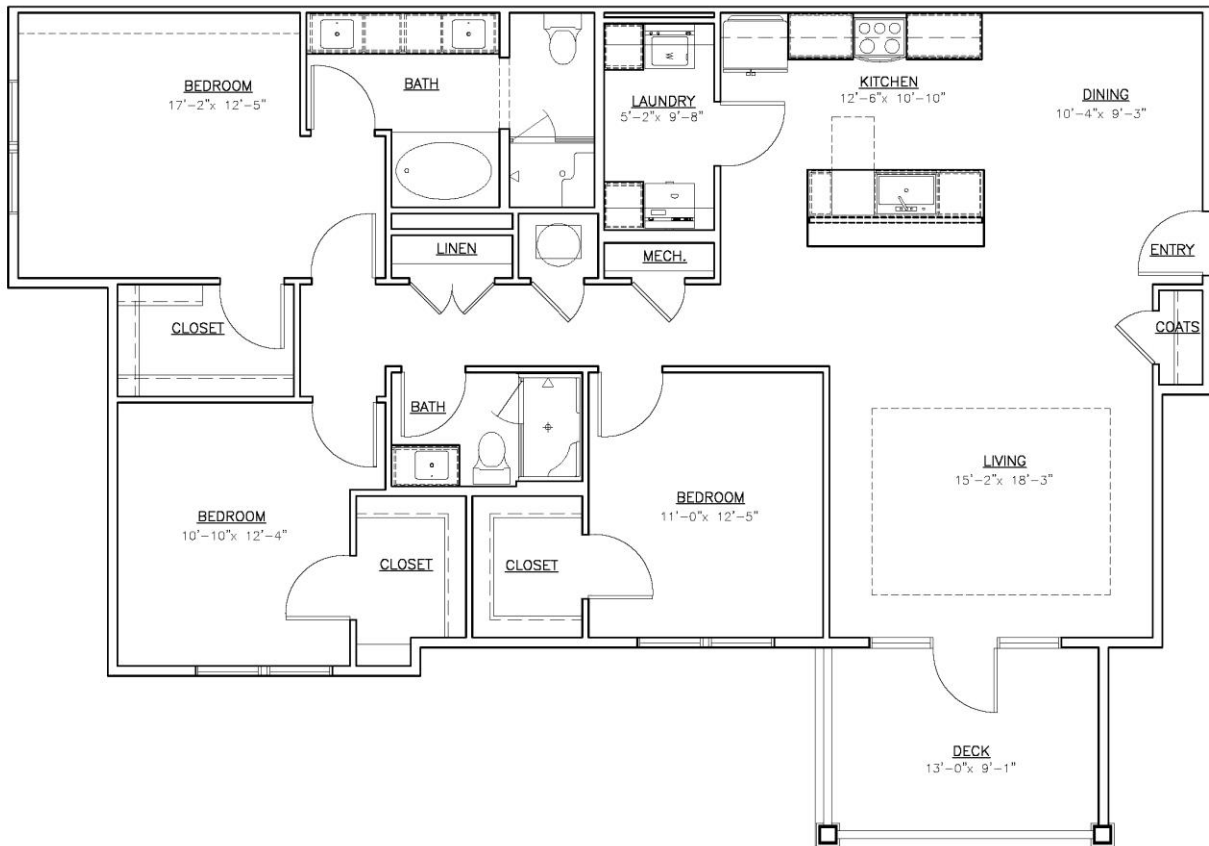 BEDROOM
17'-2"x 12'-5"
BATH
W
LAUNDRY
5'-2"x 9'-8"
KITCHEN
12'-6"x 10'-10"
DINING
10'-4"x 9'-3"
LINEN
MECH.
ENTRY
CLOSET
COATS
BATH
BEDROOM
10'-10"x 12'-4"
CLOSET
CLOSET
BEDROOM
11'-0"x 12'-5"
LIVING
15'-2"x 18'-3"
DECK
13'-0"x 9'-1"